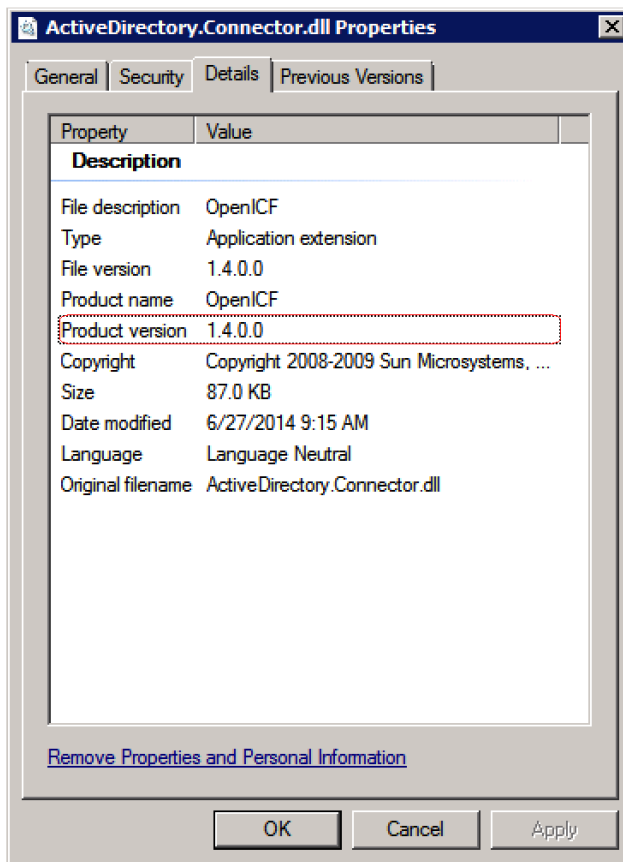 ActiveDirectory.Connector.dll Properties
General Security Details Previous Versions
Property Value
Description
File description OpenICF
Type Application extension
File version 1.4.0.0
Product name OpenICF
Product version 1.4.0.0
Copyright Copyright 2008-2009 Sun Microsystems, ...
Size 87.0 KB
Date modified 6/27/2014 9:15 AM
Language Language Neutral
Original filename ActiveDirectory.Connector.dll
Remove Properties and Personal Information
OK Cancel Apply